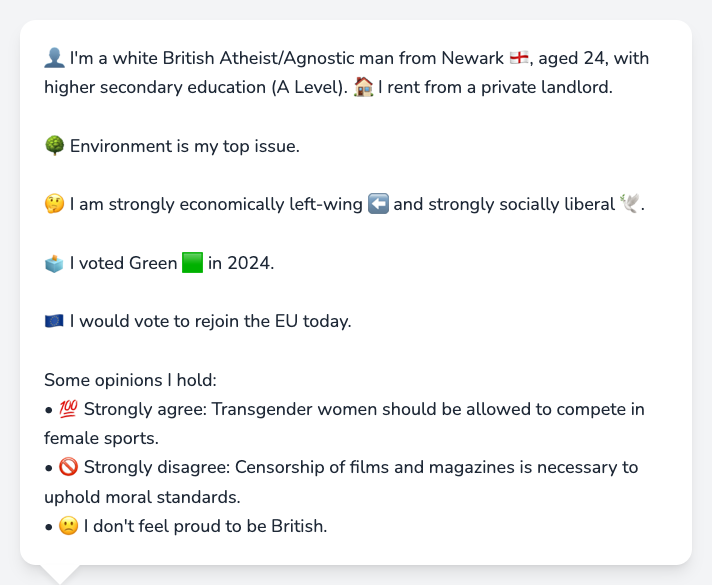 👤 I'm a white British Atheist/Agnostic man from Newark 🏴󠁧󠁢󠁥󠁮󠁧󠁿, aged 24, with
higher secondary education (A Level). 🏠 I rent from a private landlord.
🌳 Environment is my top issue.
🤔 I am strongly economically left-wing ⬅️ and strongly socially liberal 🕊️.
🗳️ I voted Green 🟩 in 2024.
🇪🇺 I would vote to rejoin the EU today.
Some opinions I hold:
• 💯 Strongly agree: Transgender women should be allowed to compete in
female sports.
• 🚫 Strongly disagree: Censorship of films and magazines is necessary to
uphold moral standards.
• 🙁 I don't feel proud to be British.